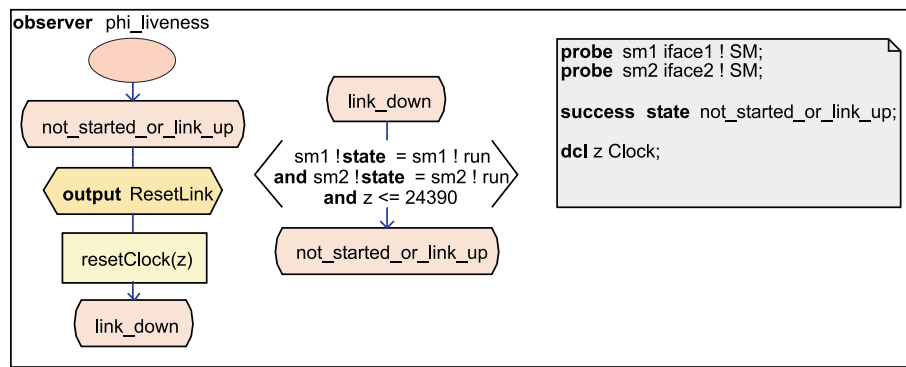 observer phi_liveness
not_started_or_link_up
output ResetLink
resetClock(z)
link_down
link_down
sm1 !state = sm1 ! run
and sm2 !state = sm2 ! run
and z <= 24390
not_started_or_link_up
probe sm1 iface1 ! SM;
probe sm2 iface2 ! SM;
success state not_started_or_link_up;
dcl z Clock;